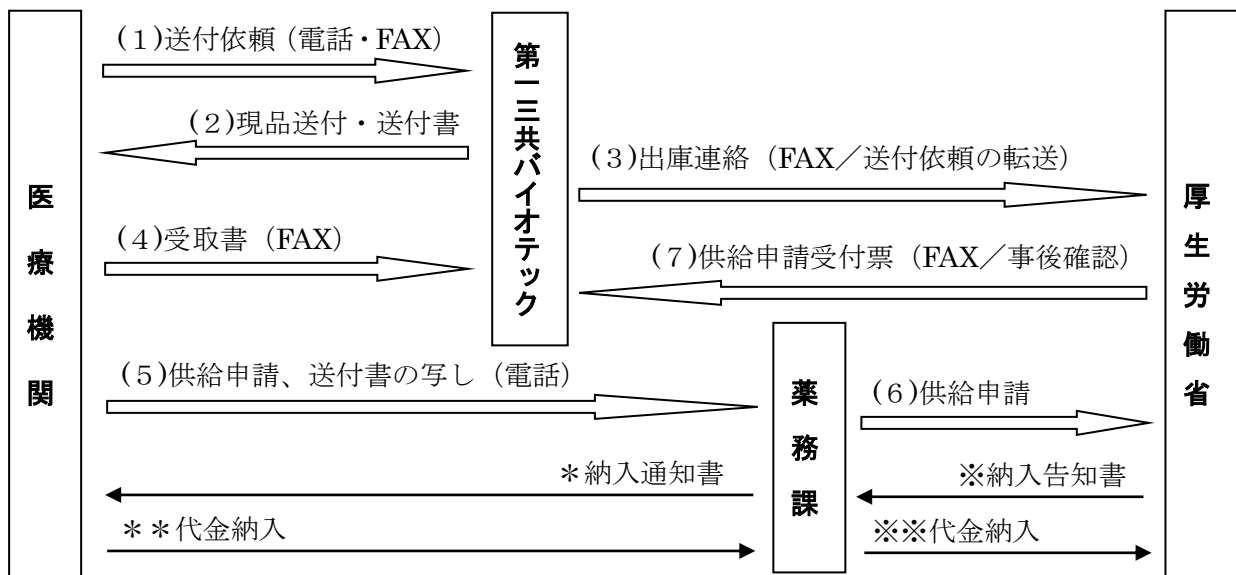 (1)送付依頼(電話・FAX)
(2)現品送付・送付書
(3)出庫連絡(FAX/送付依頼の転送)
(4)受取書(FAX)
(7)供給申請受付票(FAX/事後確認)
(5)供給申請、送付書の写し(電話)
(6)供給申請
*納入通知書
※納入告知書
**代金納入
※※代金納入
医療機関
第一三共バイオテック
薬務課
厚生労働省